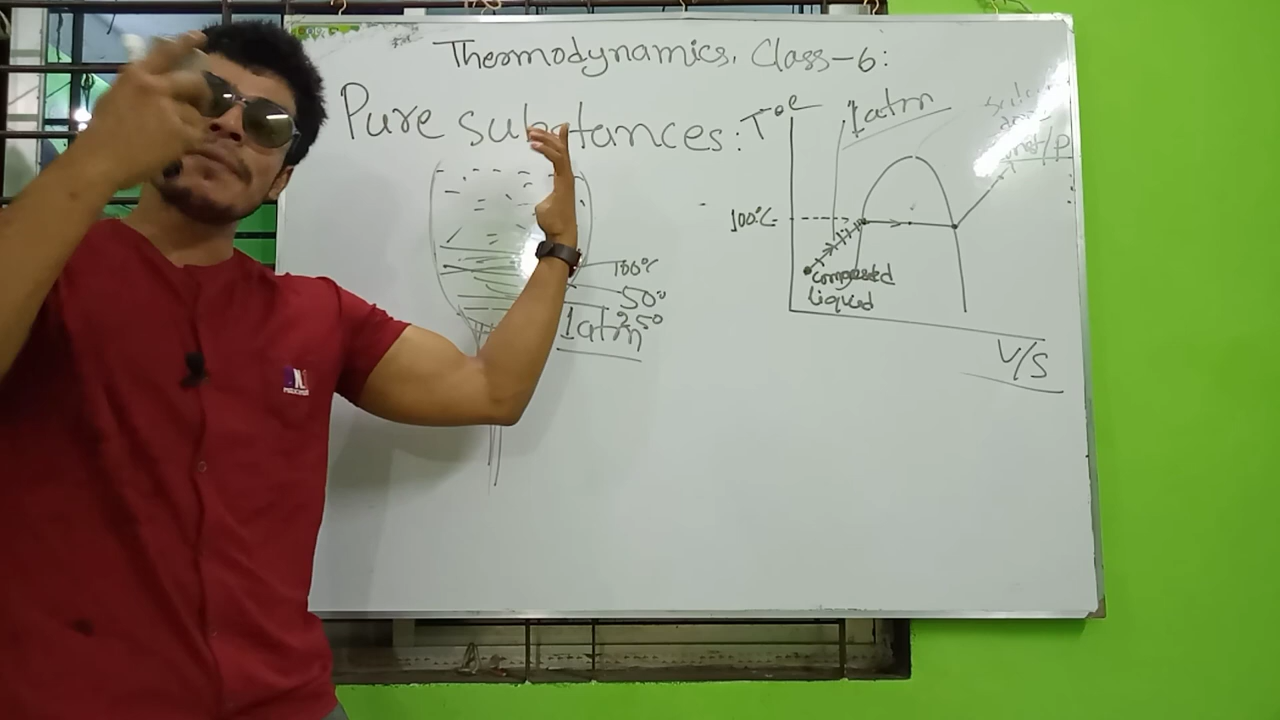 Thermodynamics. Class-6:
Pure substances:
T°C
1atm
100°C
compressed
liquid
V/S
100°c
50°
25°
1atm